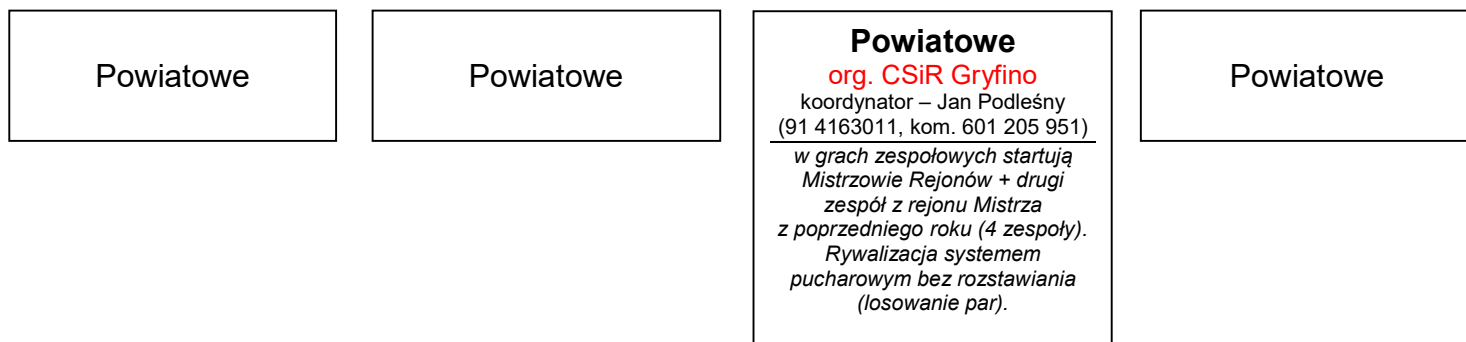 Powiatowe
Powiatowe
Powiatowe
org. CSiR Gryfino
koordynator – Jan Podleśny
(91 4163011, kom. 601 205 951)
w grach zespołowych startują
Mistrzowie Rejonów + drugi
zespół z rejonu Mistrza
z poprzedniego roku (4 zespoły).
Rywalizacja systemem
pucharowym bez rozstawiania
(losowanie par).
Powiatowe